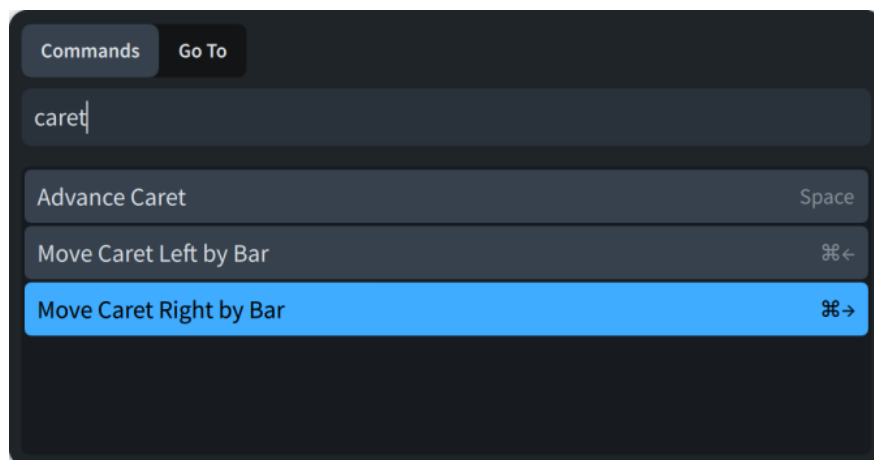 Commands Go To
caret
Advance Caret Space
Move Caret Left by Bar ⌘←
Move Caret Right by Bar ⌘→